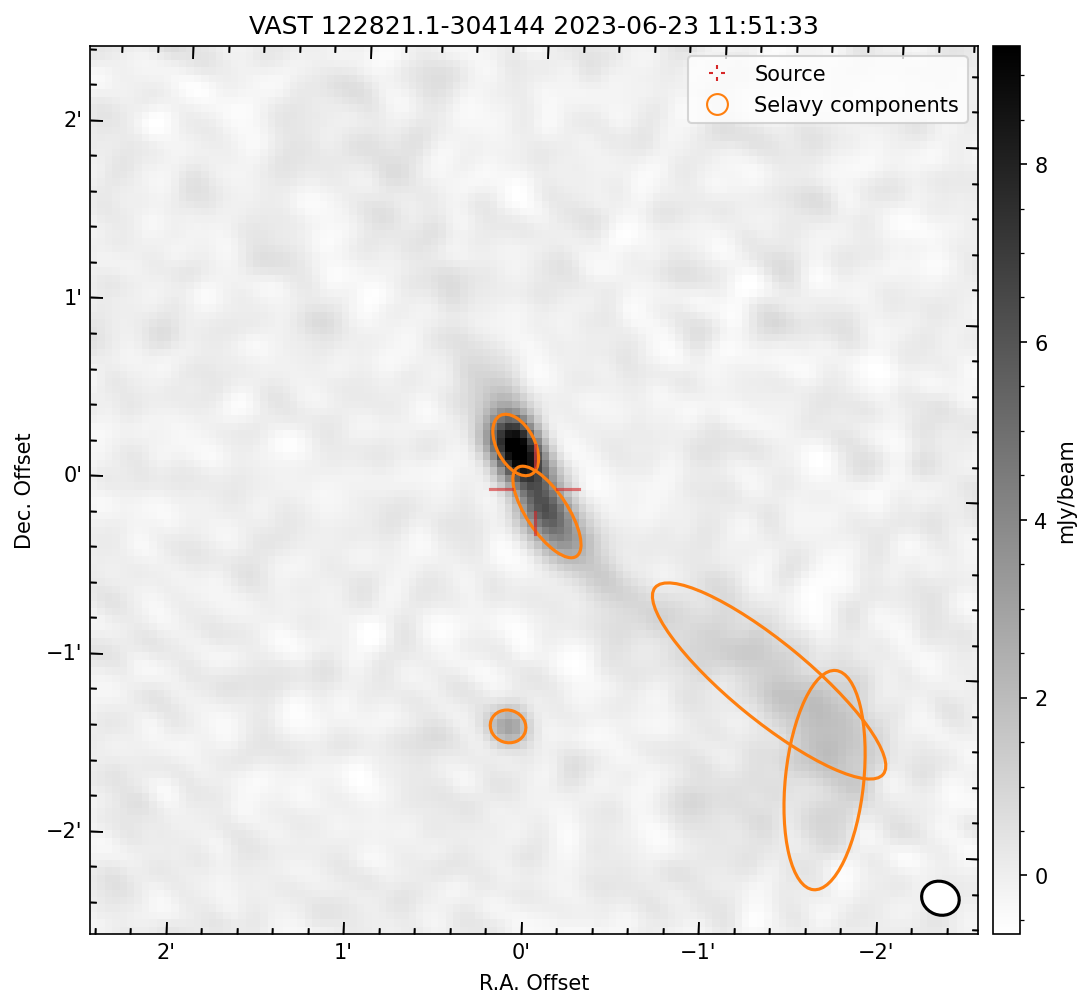 VAST 122821.1-304144 2023-06-23 11:51:33
Source
Selavy components
2'
1'
0'
−1'
−2'
Dec. Offset
2'
1'
0'
−1'
−2'
R.A. Offset
8
6
4
2
0
mJy/beam